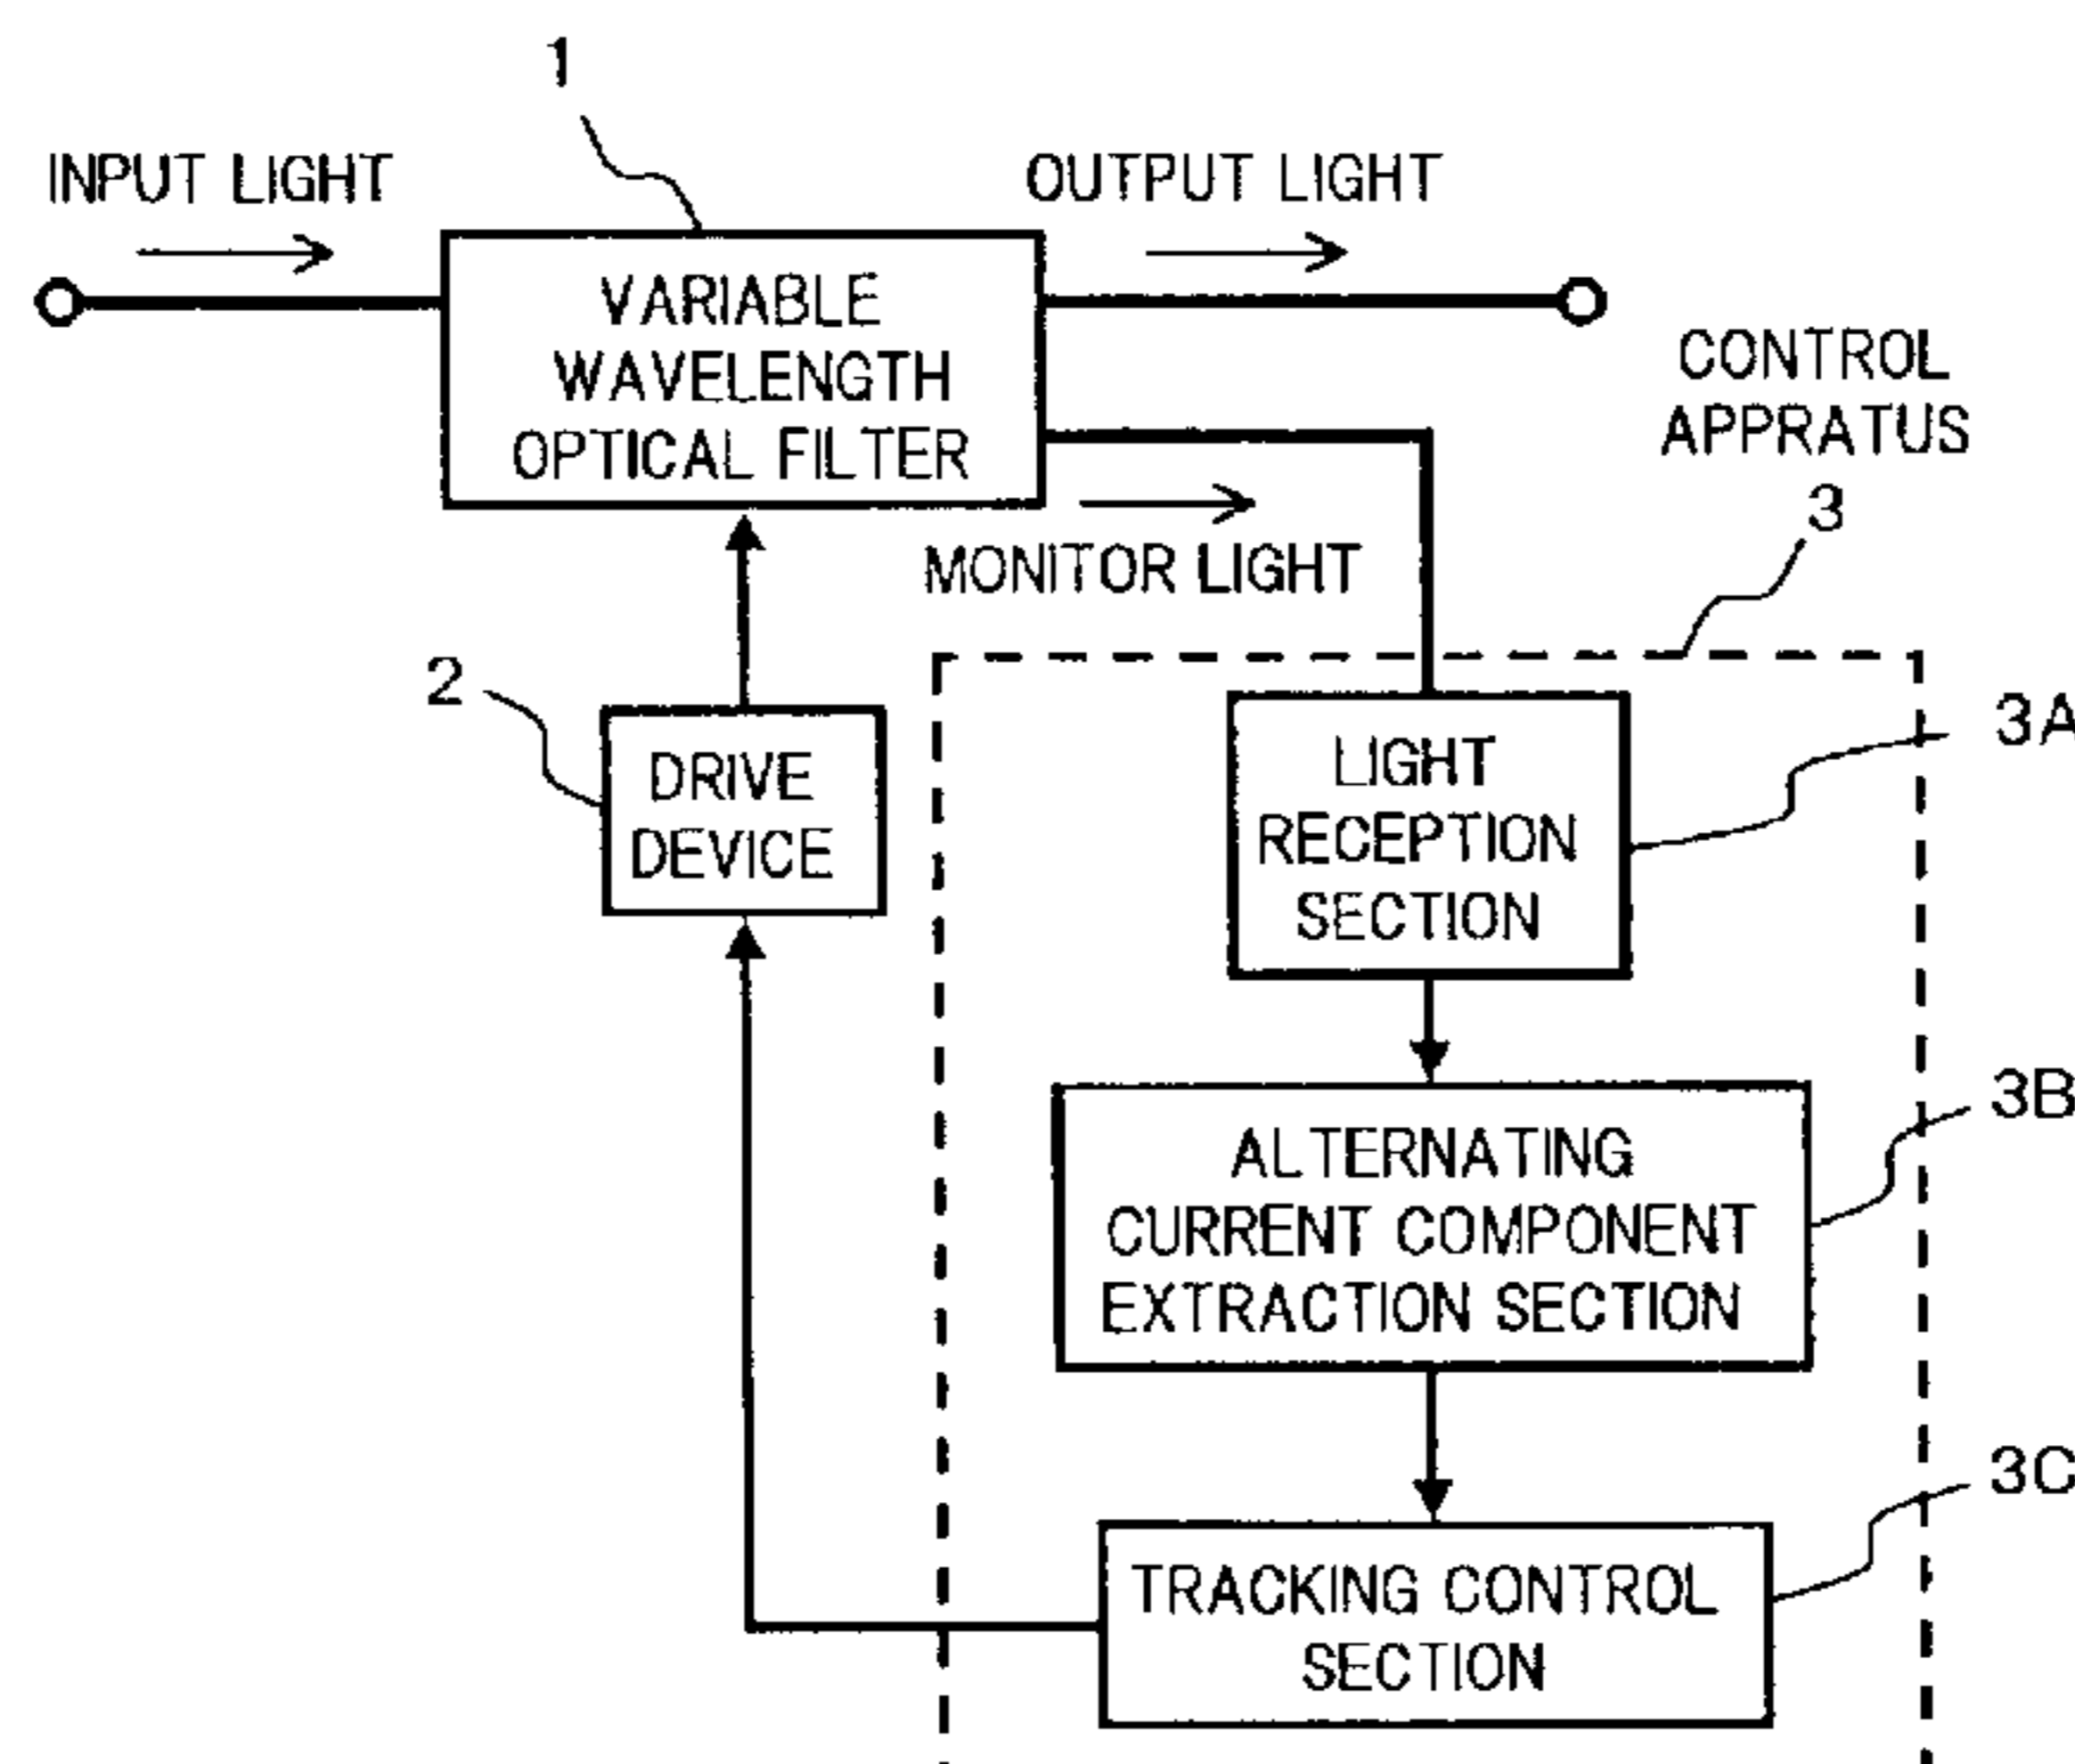 1
INPUT LIGHT
OUTPUT LIGHT
VARIABLE
WAVELENGTH
OPTICAL FILTER
CONTROL
APPRATUS
3
MONITOR LIGHT
2
DRIVE
DEVICE
LIGHT
RECEPTION
SECTION
3A
ALTERNATING
CURRENT COMPONENT
EXTRACTION SECTION
3B
TRACKING CONTROL
SECTION
3C